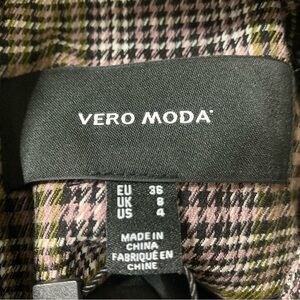 VERO MODA
EU 36
UK 8
US 4
MADE IN
CHINA
FABRIQUÉ EN
CHINE